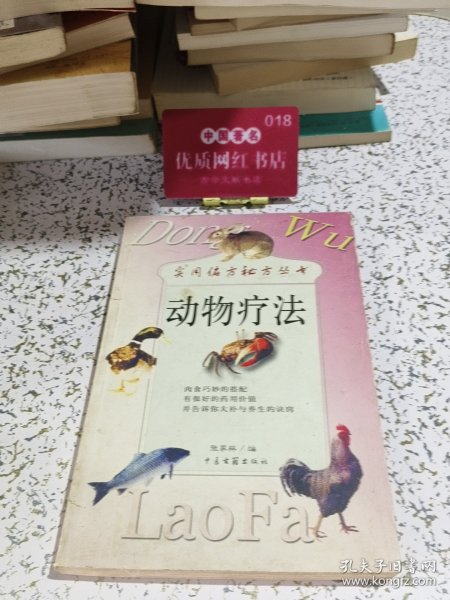 018
中国著名
优质网红书店
Dong Wu
实用偏方秘方丛书
动物疗法
肉食巧妙的搭配
有很好的药用价值
并告诉你大补与养生的诀窍
张家林／编
中医古籍出版社
LaoFa
孔夫子旧书网
www.kongfz.com